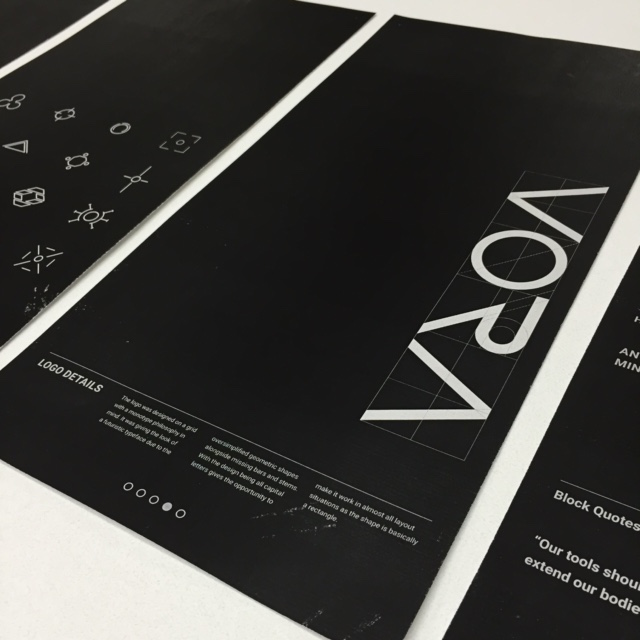 VORA
LOGO DETAILS
The logo was designed on a grid
with a monotype philosophy in
mind. it was giving the look of
a futuristic typeface due to the
oversimplified geometric shapes
alongside missing bars and stems.
With the design being all capital
letters gives the opportunity to
make it work in almost all layout
situations as the shape is basically
a rectangle.
AN
MIN
Block Quotes
“Our tools shou
extend our bodie